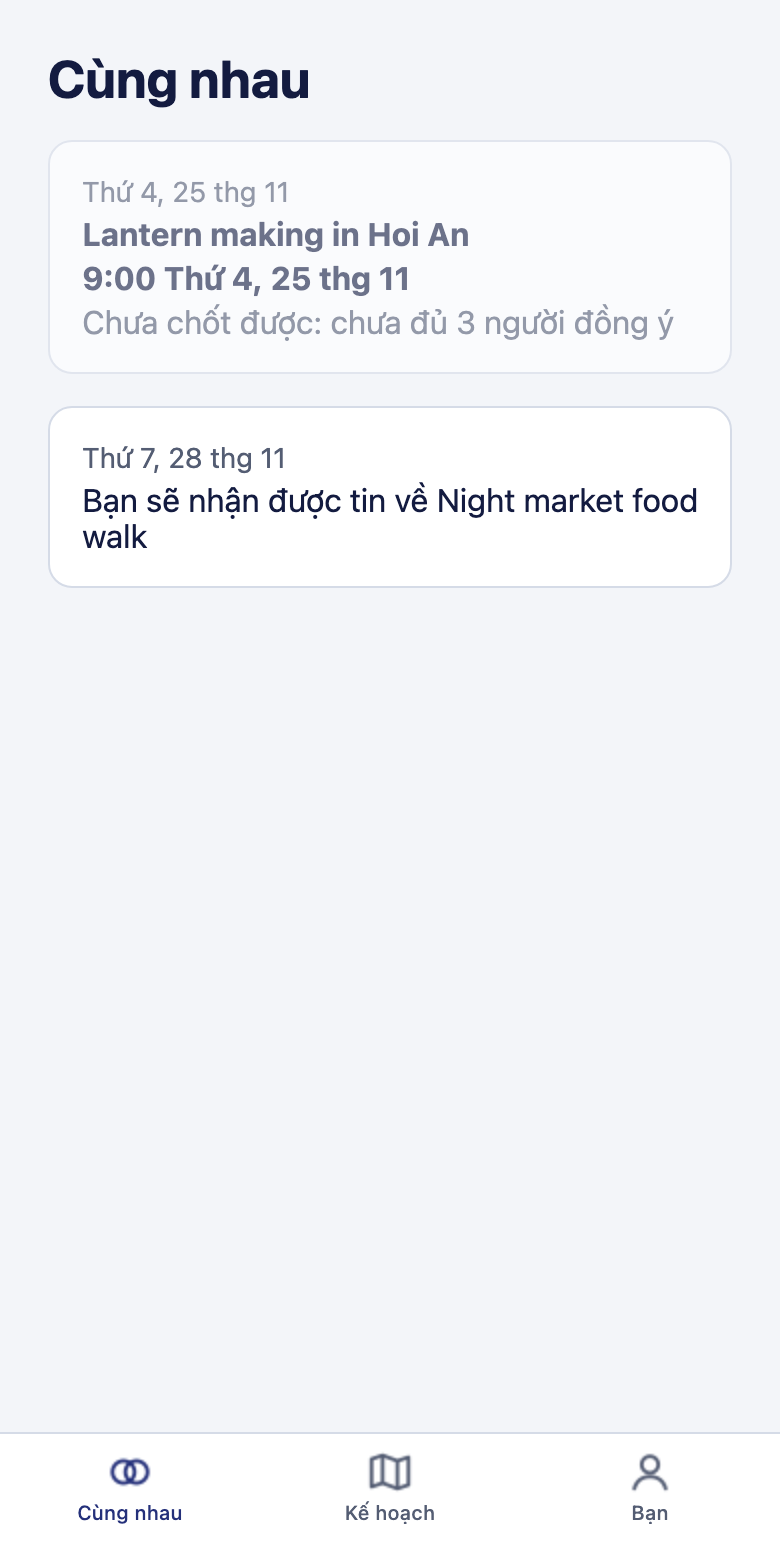 Cùng nhau
Thứ 4, 25 thg 11
Lantern making in Hoi An
9:00 Thứ 4, 25 thg 11
Chưa chốt được: chưa đủ 3 người đồng ý
Thứ 7, 28 thg 11
Bạn sẽ nhận được tin về Night market food
walk
Cùng nhau
Kế hoạch
Bạn